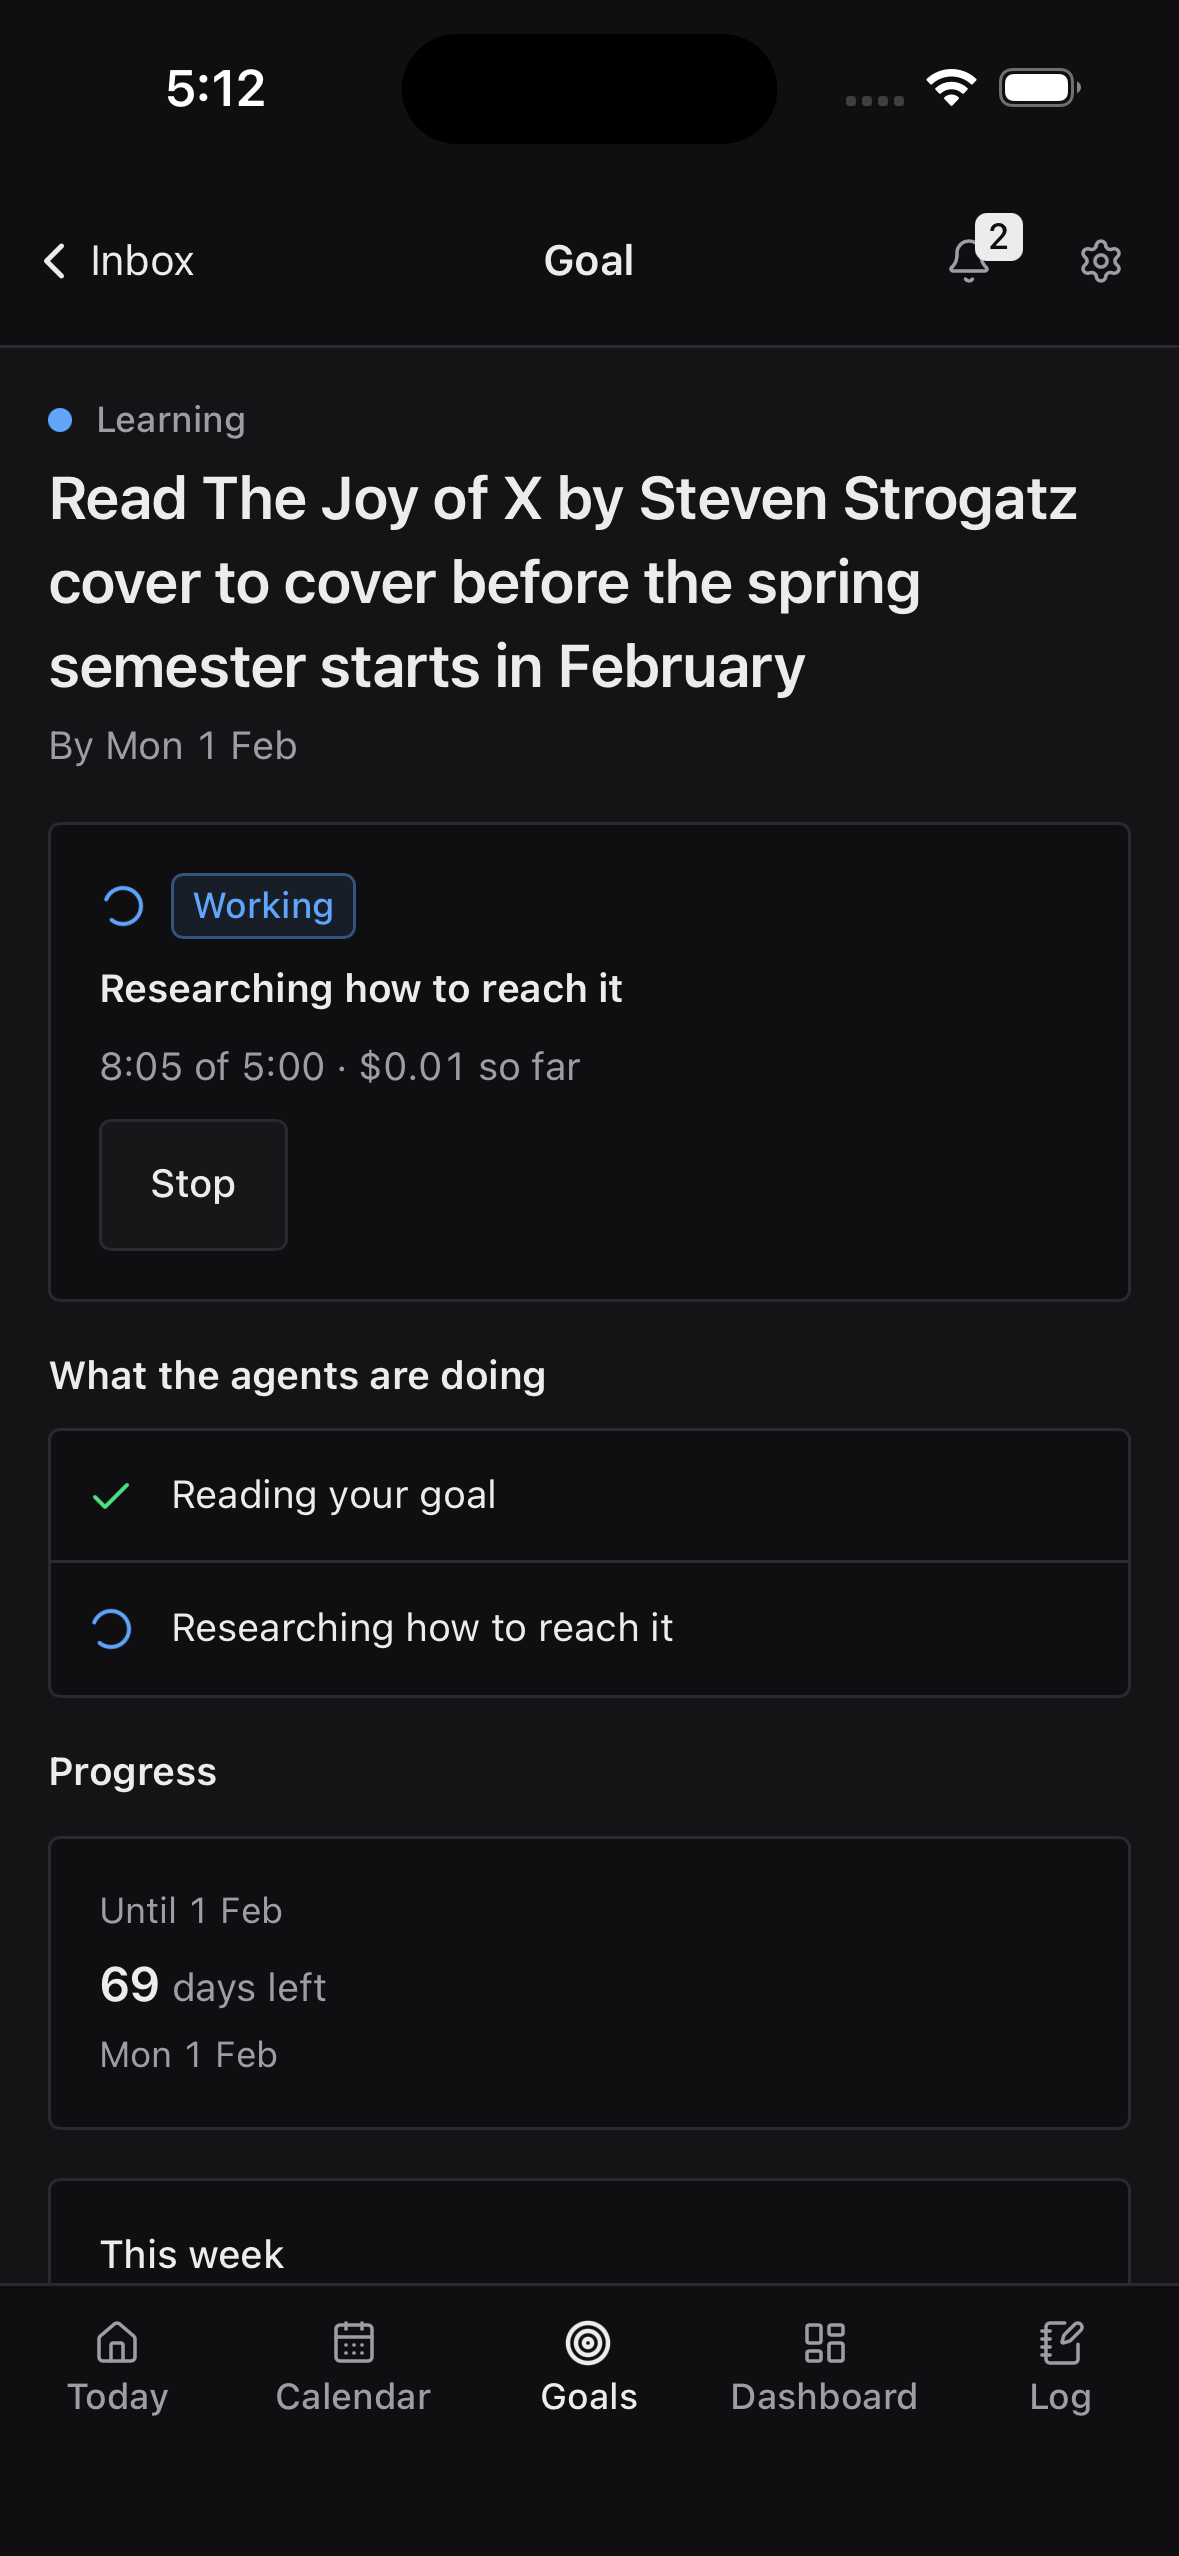 5:12
Inbox
Goal
2
Learning
Read The Joy of X by Steven Strogatz
cover to cover before the spring
semester starts in February
By Mon 1 Feb
Working
Researching how to reach it
8:05 of 5:00 · $0.01 so far
Stop
What the agents are doing
Reading your goal
Researching how to reach it
Progress
Until 1 Feb
69 days left
Mon 1 Feb
This week
Today
Calendar
Goals
Dashboard
Log